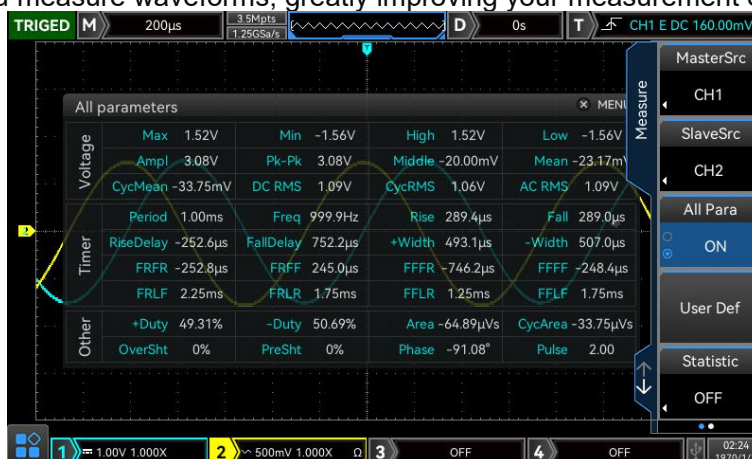 measure waveforms, greatly improving your measurement
TRIGED M 200µs 3.5Mpts 1.25GSa/s D 0s T CH1 E DC 160.00mV
All parameters MENU
Measure
MasterSrc
CH1
SlaveSrc
CH2
All Para
ON
User Def
Statistic
OFF
Voltage
Max 1.52V Min -1.56V High 1.52V Low -1.56V
Ampl 3.08V Pk-Pk 3.08V Middle -20.00mV Mean -23.17mV
CycMean -33.75mV DC RMS 1.09V CycRMS 1.06V AC RMS 1.09V
Timer
Period 1.00ms Freq 999.9Hz Rise 289.4µs Fall 289.0µs
RiseDelay -252.6µs FallDelay 752.2µs +Width 493.1µs -Width 507.0µs
FRFR -252.8µs FRFF 245.0µs FFFR -746.2µs FFFF -248.4µs
FRLF 2.25ms FRLR 1.75ms FFLR 1.25ms FFLF 1.75ms
Other
+Duty 49.31% -Duty 50.69% Area -64.89µVs CycArea -33.75µVs
OverSht 0% PreSht 0% Phase -91.08° Pulse 2.00
2
1 1.00V 1.000X 2 500mV 1.000X Ω 3 OFF 4 OFF 02:24